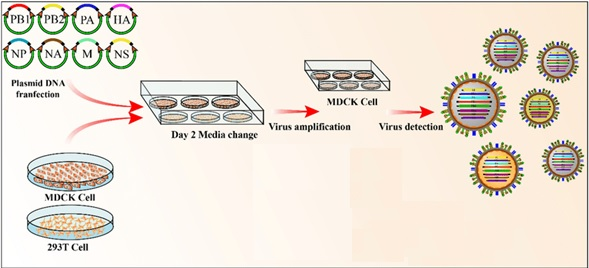 PB1 PB2 PA HA
NP NA M NS
Plasmid DNA
franfection
Day 2 Media change
MDCK Cell
Virus amplification
Virus detection
MDCK Cell
293T Cell